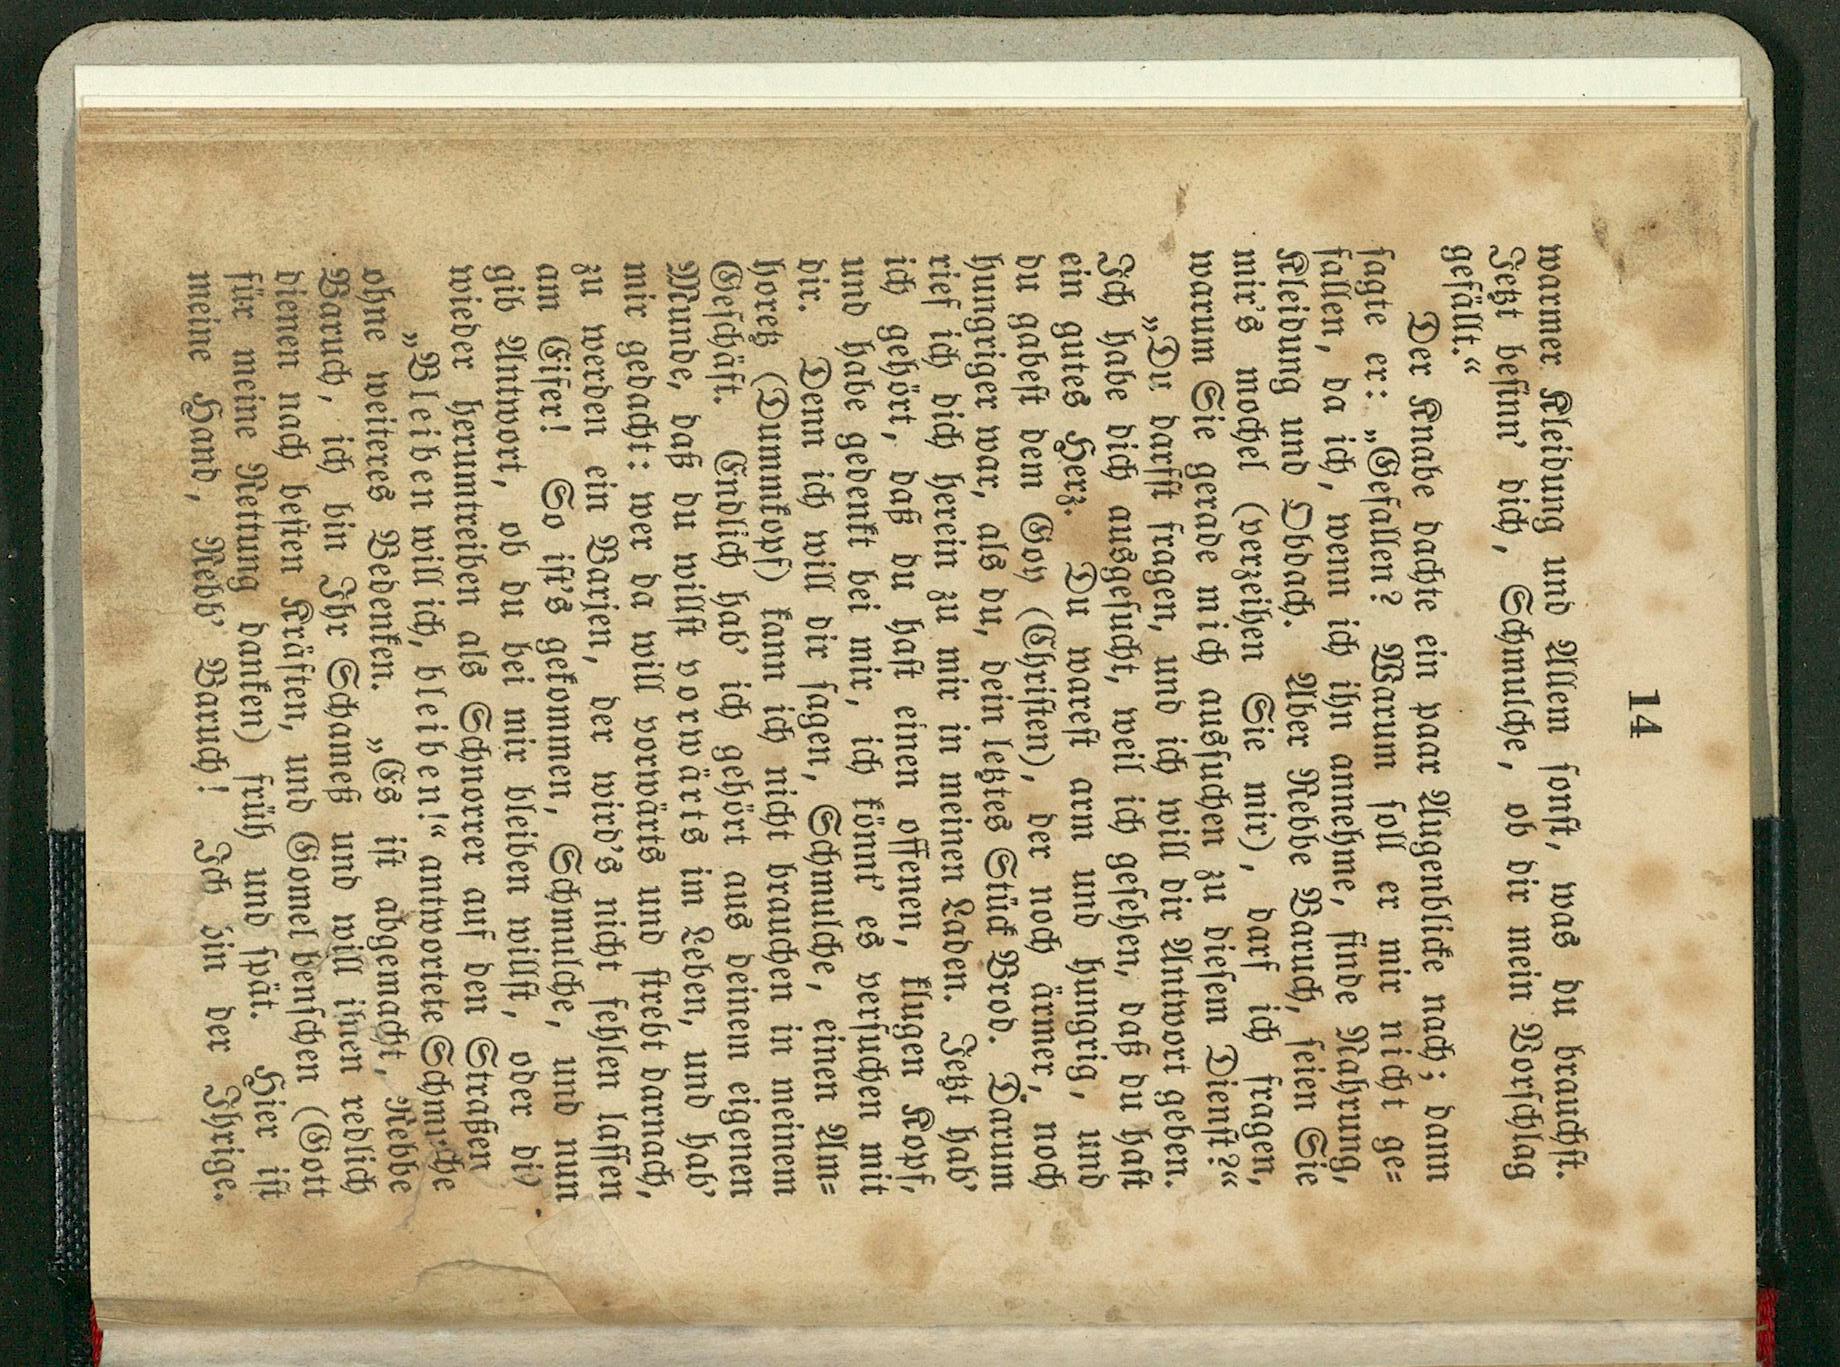 14
warmer Kleidung und Allem sonst, was du brauchst.
Jetzt besinn' dich, Schmulche, ob dir mein Vorschlag
gefällt.“
Der Knabe dachte ein paar Augenblicke nach; dann
sagte er: „Gefallen? Warum soll er mir nicht ge=
fallen, da ich, wenn ich ihn annehme, finde Nahrung,
Kleidung und Obdach. Aber Rebbe Baruch, seien Sie
mir's mochel (verzeihen Sie mir), darf ich fragen,
warum Sie gerade mich aussuchen zu diesem Dienst?“
„Du darfst fragen, und ich will dir Antwort geben.
Ich habe dich ausgesucht, weil ich gesehen, daß du hast
ein gutes Herz. Du warest arm und hungrig, und
du gabest dem Goy (Christen), der noch ärmer, noch
hungriger war, als du, dein letztes Stück Brod. Darum
rief ich dich herein zu mir in meinen Laden. Jetzt hab'
ich gehört, daß du hast einen offenen, klugen Kopf,
und habe gedenkt bei mir, ich könnt' es versuchen mit
dir. Denn ich will dir sagen, Schmulche, einen Am=
horetz (Dummkopf) kann ich nicht brauchen in meinem
Geschäft. Endlich hab' ich gehört aus deinem eigenen
Munde, daß du willst vorwärts im Leben, und hab'
mir gedacht: wer da will vorwärts und strebt darnach,
zu werden ein Barjen, der wird's nicht fehlen lassen
am Eifer! So ist's gekommen, Schmulche, und nun
gib Antwort, ob du bei mir bleiben willst, oder dich
wieder herumtreiben als Schnorrer auf den Straßen
„Bleiben will ich, bleiben!“ antwortete Schmulche
ohne weiteres Bedenken. „Es ist abgemacht, Rebbe
Baruch, ich bin Ihr Schameß und will ihnen redlich
dienen nach besten Kräften, und Gomel benschen (Gott
für meine Rettung danken) früh und spät. Hier ist
meine Hand, Rebb' Baruch! Ich bin der Ihrige.